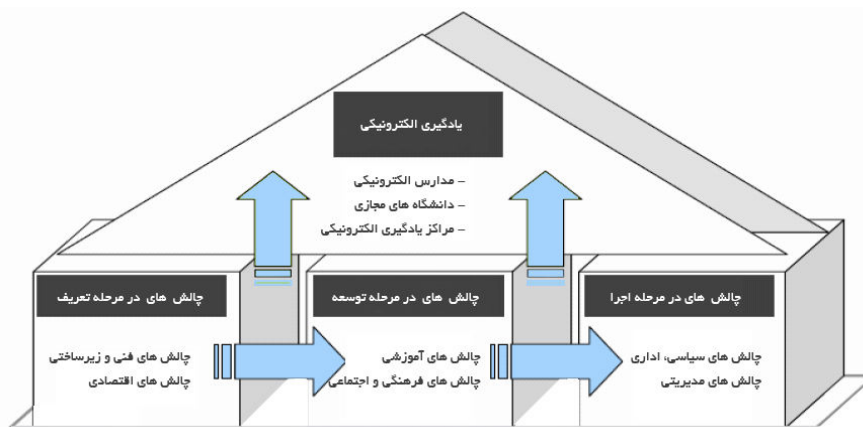 یادگیری الکترونیکی
– مدارس الکترونیکی
– دانشگاه های مجازی
– مراکز یادگیری الکترونیکی
چالش های در مرحله تعریف
چالش های فنی و زیرساختی
چالش های اقتصادی
چالش های در مرحله توسعه
چالش های آموزشی
چالش های فرهنگی و اجتماعی
چالش های در مرحله اجرا
چالش های سیاسی، اداری
چالش های مدیریتی